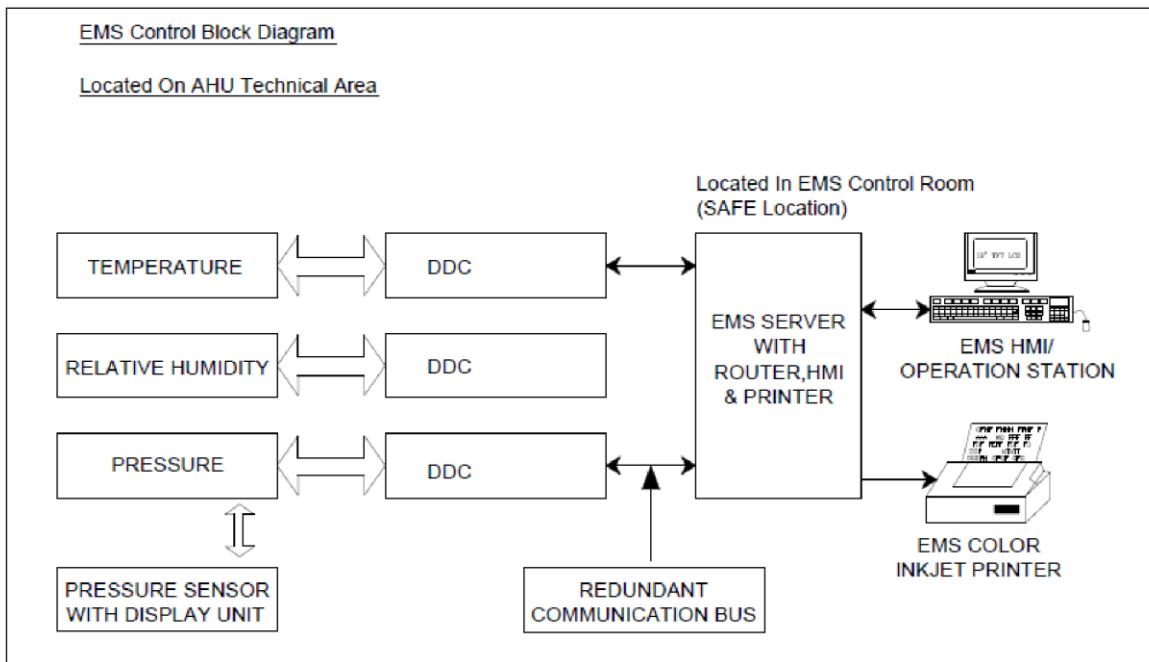 EMS Control Block Diagram
Located On AHU Technical Area
Located In EMS Control Room
(SAFE Location)
TEMPERATURE
DDC
RELATIVE HUMIDITY
DDC
PRESSURE
DDC
EMS SERVER
WITH
ROUTER,HMI
& PRINTER
EMS HMI/
OPERATION STATION
EMS COLOR
INKJET PRINTER
PRESSURE SENSOR
WITH DISPLAY UNIT
REDUNDANT
COMMUNICATION BUS